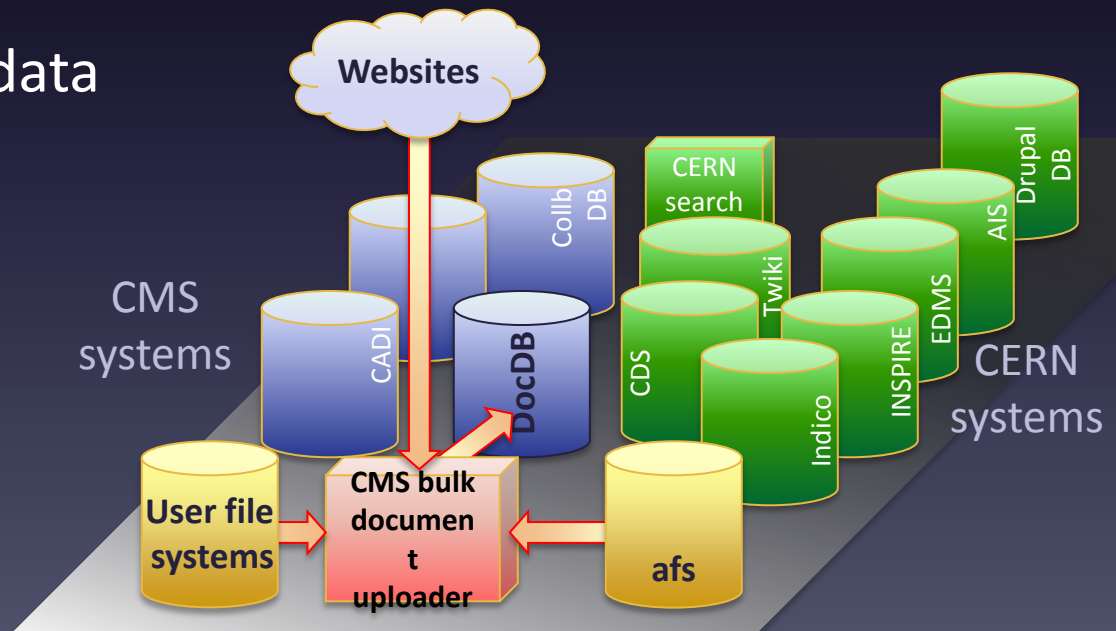 data
Websites
CMS
systems
CADI
Collb
DB
DocDB
CERN
search
Twiki
CDS
Indico
INSPIRE
EDMS
AIS
Drupal
DB
CERN
systems
User file
systems
CMS bulk
documen
t
uploader
afs